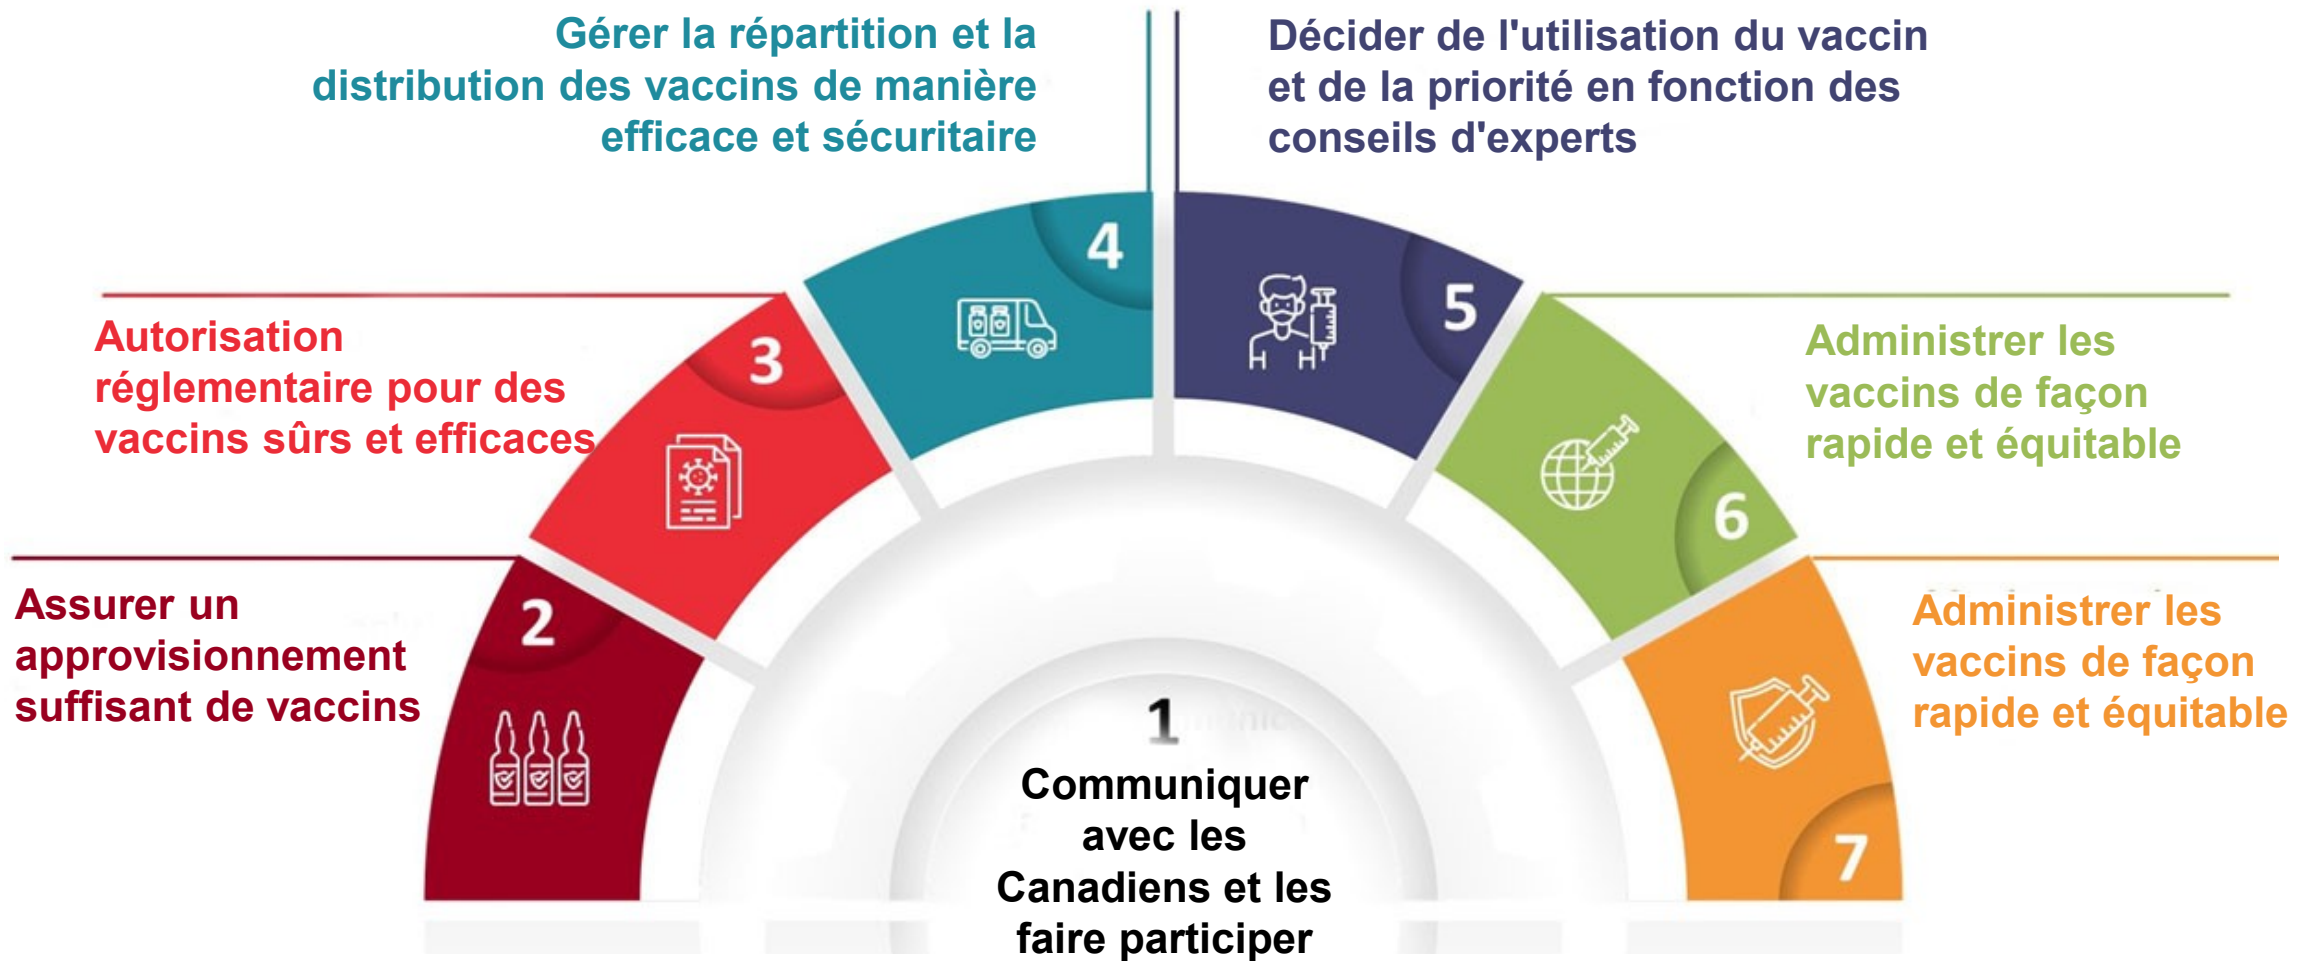 Gérer la répartition et la
distribution des vaccins de manière
efficace et sécuritaire
Décider de l'utilisation du vaccin
et de la priorité en fonction des
conseils d'experts
4
5
Autorisation
réglementaire pour des
vaccins sûrs et efficaces
3
Administrer les
vaccins de façon
rapide et équitable
6
Assurer un
approvisionnement
suffisant de vaccins
2
Administrer les
vaccins de façon
rapide et équitable
7
1
Communiquer
avec les
Canadiens et les
faire participer